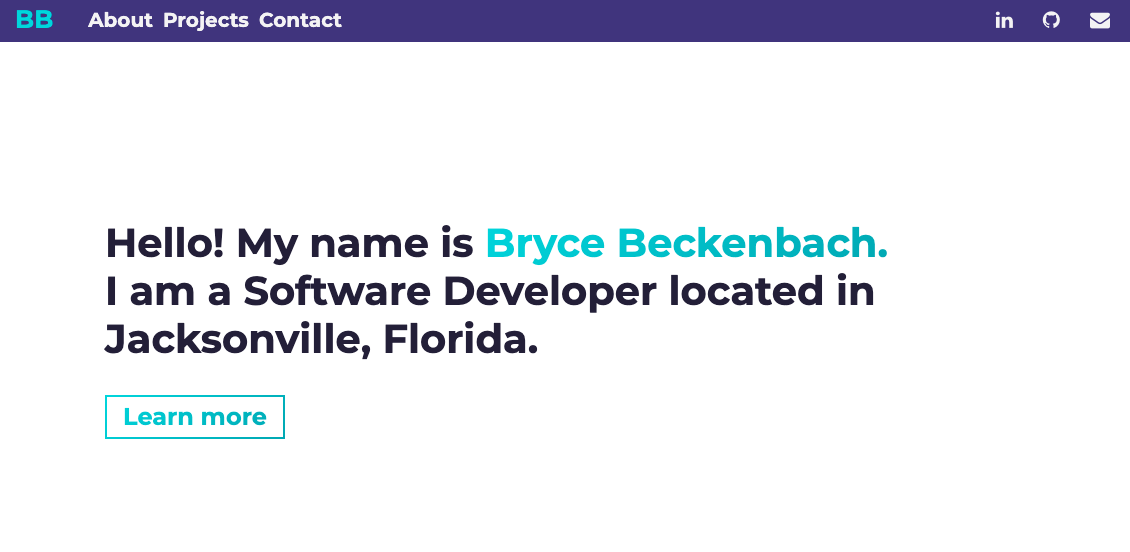 BB About Projects Contact in
Hello! My name is Bryce Beckenbach.
I am a Software Developer located in
Jacksonville, Florida.
Learn more